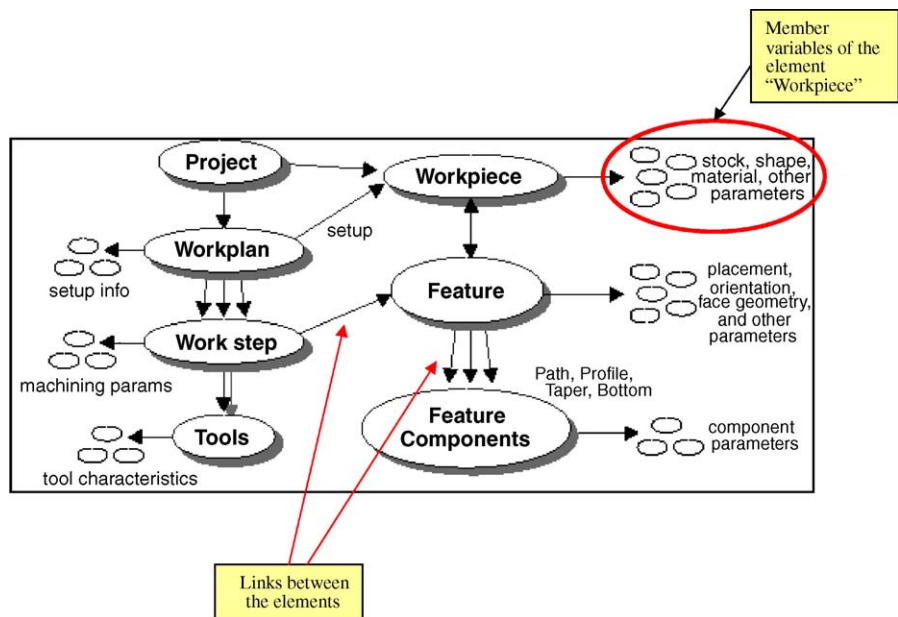 Member
variables of the
element
“Workpiece”
Project
Workpiece
stock, shape,
material, other
parameters
setup
Workplan
setup info
Feature
placement,
orientation,
face geometry,
and other
parameters
Work step
machining params
Path, Profile,
Taper, Bottom
Feature
Components
component
parameters
Tools
tool characteristics
Links between
the elements